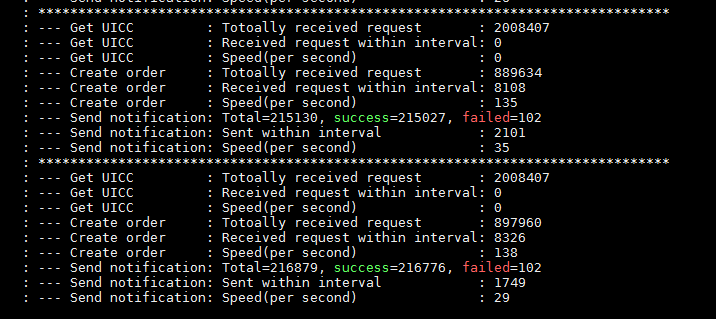 : *******************************************************************************
: --- Get UICC         : Totoally received request       : 2008407
: --- Get UICC         : Received request within interval: 0
: --- Get UICC         : Speed(per second)               : 0
: --- Create order     : Totoally received request       : 889634
: --- Create order     : Received request within interval: 8108
: --- Create order     : Speed(per second)               : 135
: --- Send notification: Total=215130, success=215027, failed=102
: --- Send notification: Sent within interval            : 2101
: --- Send notification: Speed(per second)               : 35
: *******************************************************************************
: --- Get UICC         : Totoally received request       : 2008407
: --- Get UICC         : Received request within interval: 0
: --- Get UICC         : Speed(per second)               : 0
: --- Create order     : Totoally received request       : 897960
: --- Create order     : Received request within interval: 8326
: --- Create order     : Speed(per second)               : 138
: --- Send notification: Total=216879, success=216776, failed=102
: --- Send notification: Sent within interval            : 1749
: --- Send notification: Speed(per second)               : 29